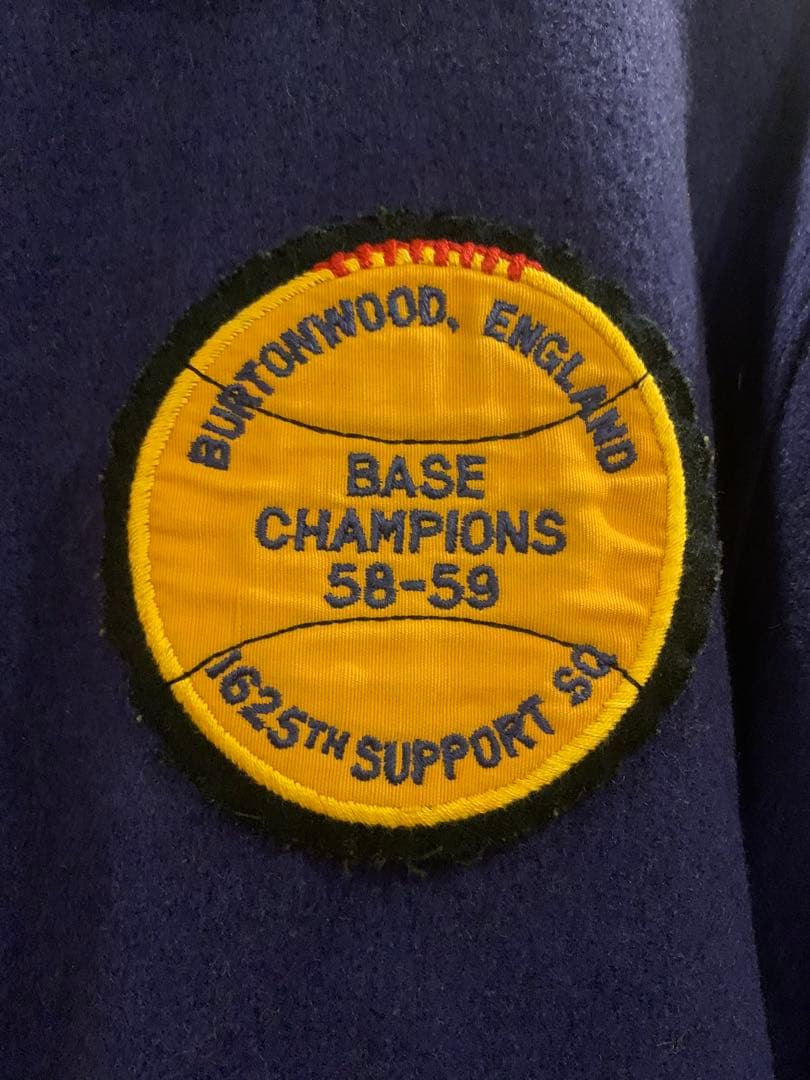 BURTONWOOD, ENGLAND
BASE
CHAMPIONS
58-59
1625TH SUPPORT SQ